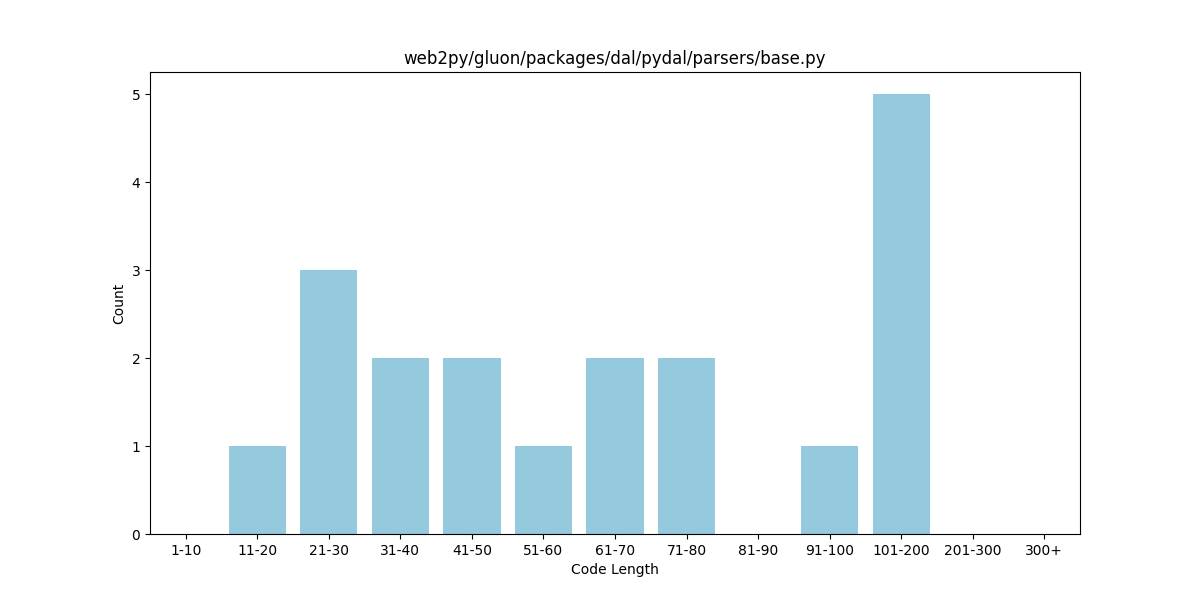 web2py/gluon/packages/dal/pydal/parsers/base.py
Count
5
4
3
2
1
0
1-10 11-20 21-30 31-40 41-50 51-60 61-70 71-80 81-90 91-100 101-200 201-300 300+
Code Length